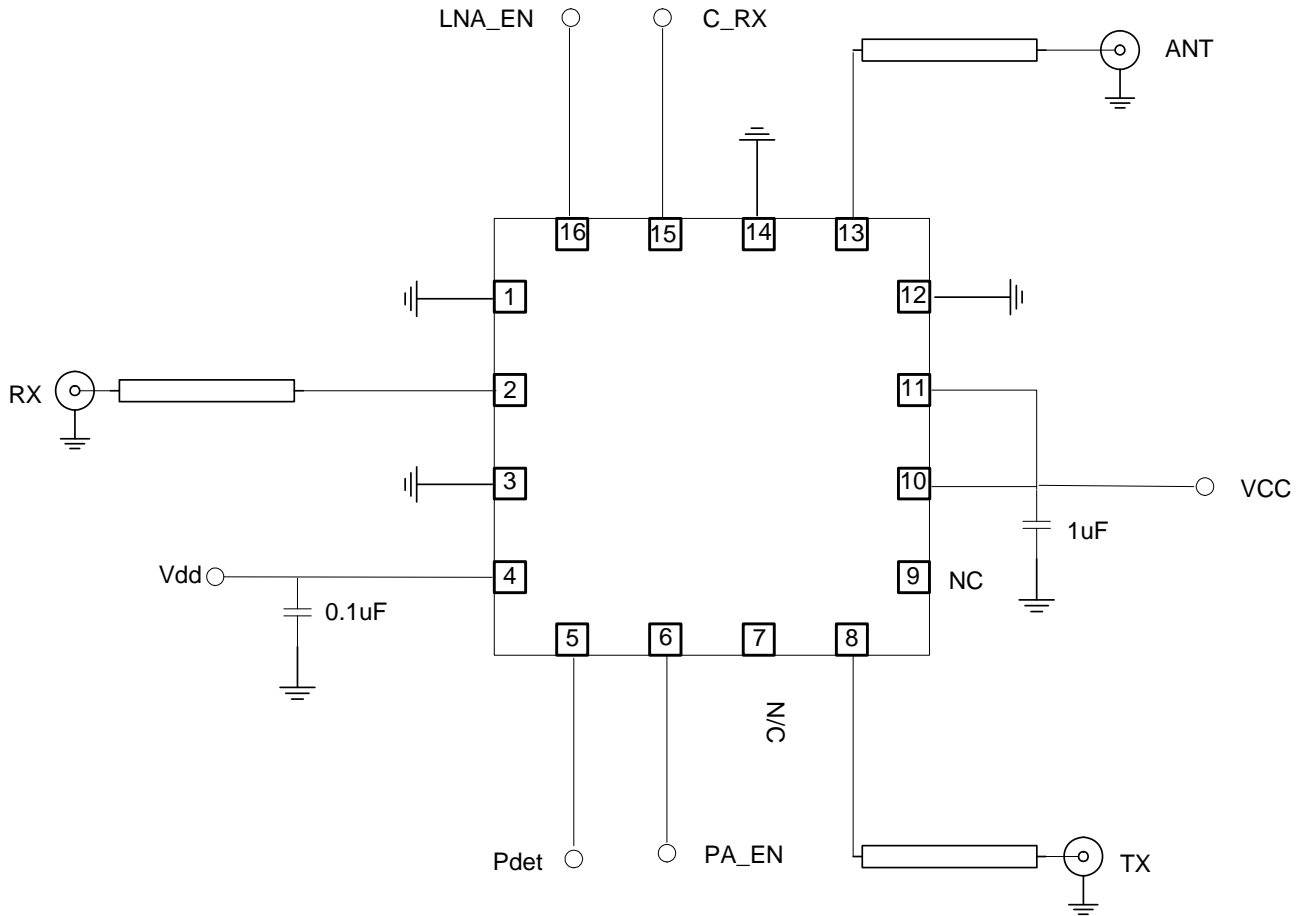 LNA_EN
C_RX
ANT
16
15
14
13
1
12
RX
2
11
3
10
VCC
1uF
Vdd
4
9
NC
0.1uF
5
6
7
8
N/C
Pdet
PA_EN
TX